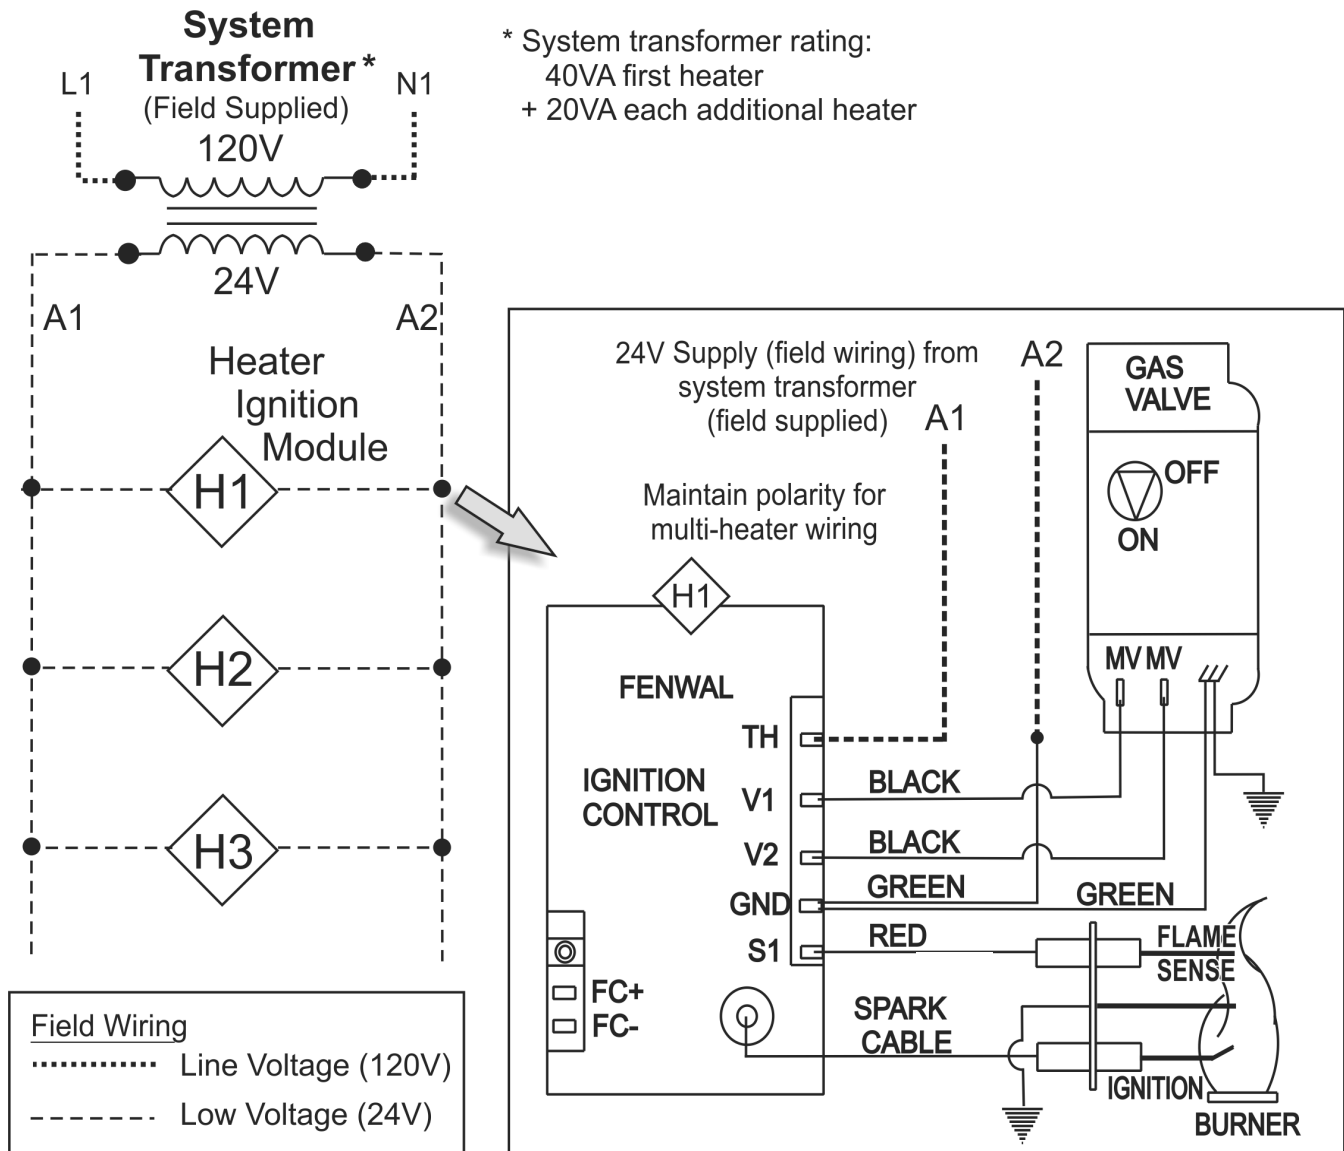 System
Transformer *
(Field Supplied)
L1
N1
120V
24V
* System transformer rating:
40VA first heater
+ 20VA each additional heater
A1
A2
Heater
Ignition
Module
H1
H2
H3
Field Wiring
Line Voltage (120V)
Low Voltage (24V)
24V Supply (field wiring) from
system transformer
(field supplied)
A1
A2
Maintain polarity for
multi-heater wiring
H1
FENWAL
IGNITION
CONTROL
TH
V1
V2
GND
S1
FC+
FC-
BLACK
BLACK
GREEN
GREEN
RED
SPARK
CABLE
GAS
VALVE
OFF
ON
MV MV
FLAME
SENSE
IGNITION
BURNER